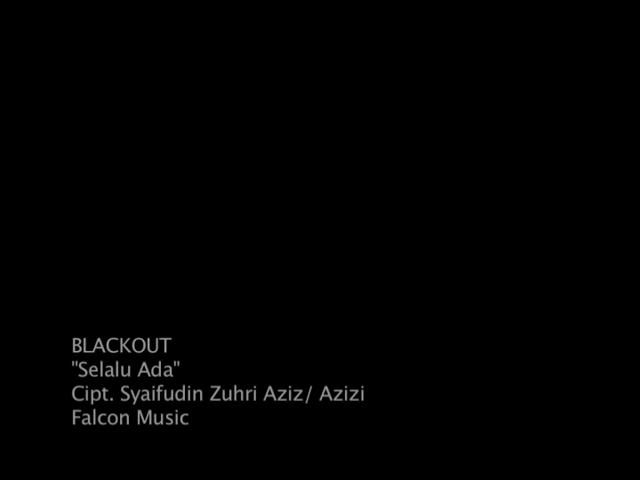 BLACKOUT
"Selalu Ada"
Cipt. Syaifudin Zuhri Aziz/ Azizi
Falcon Music